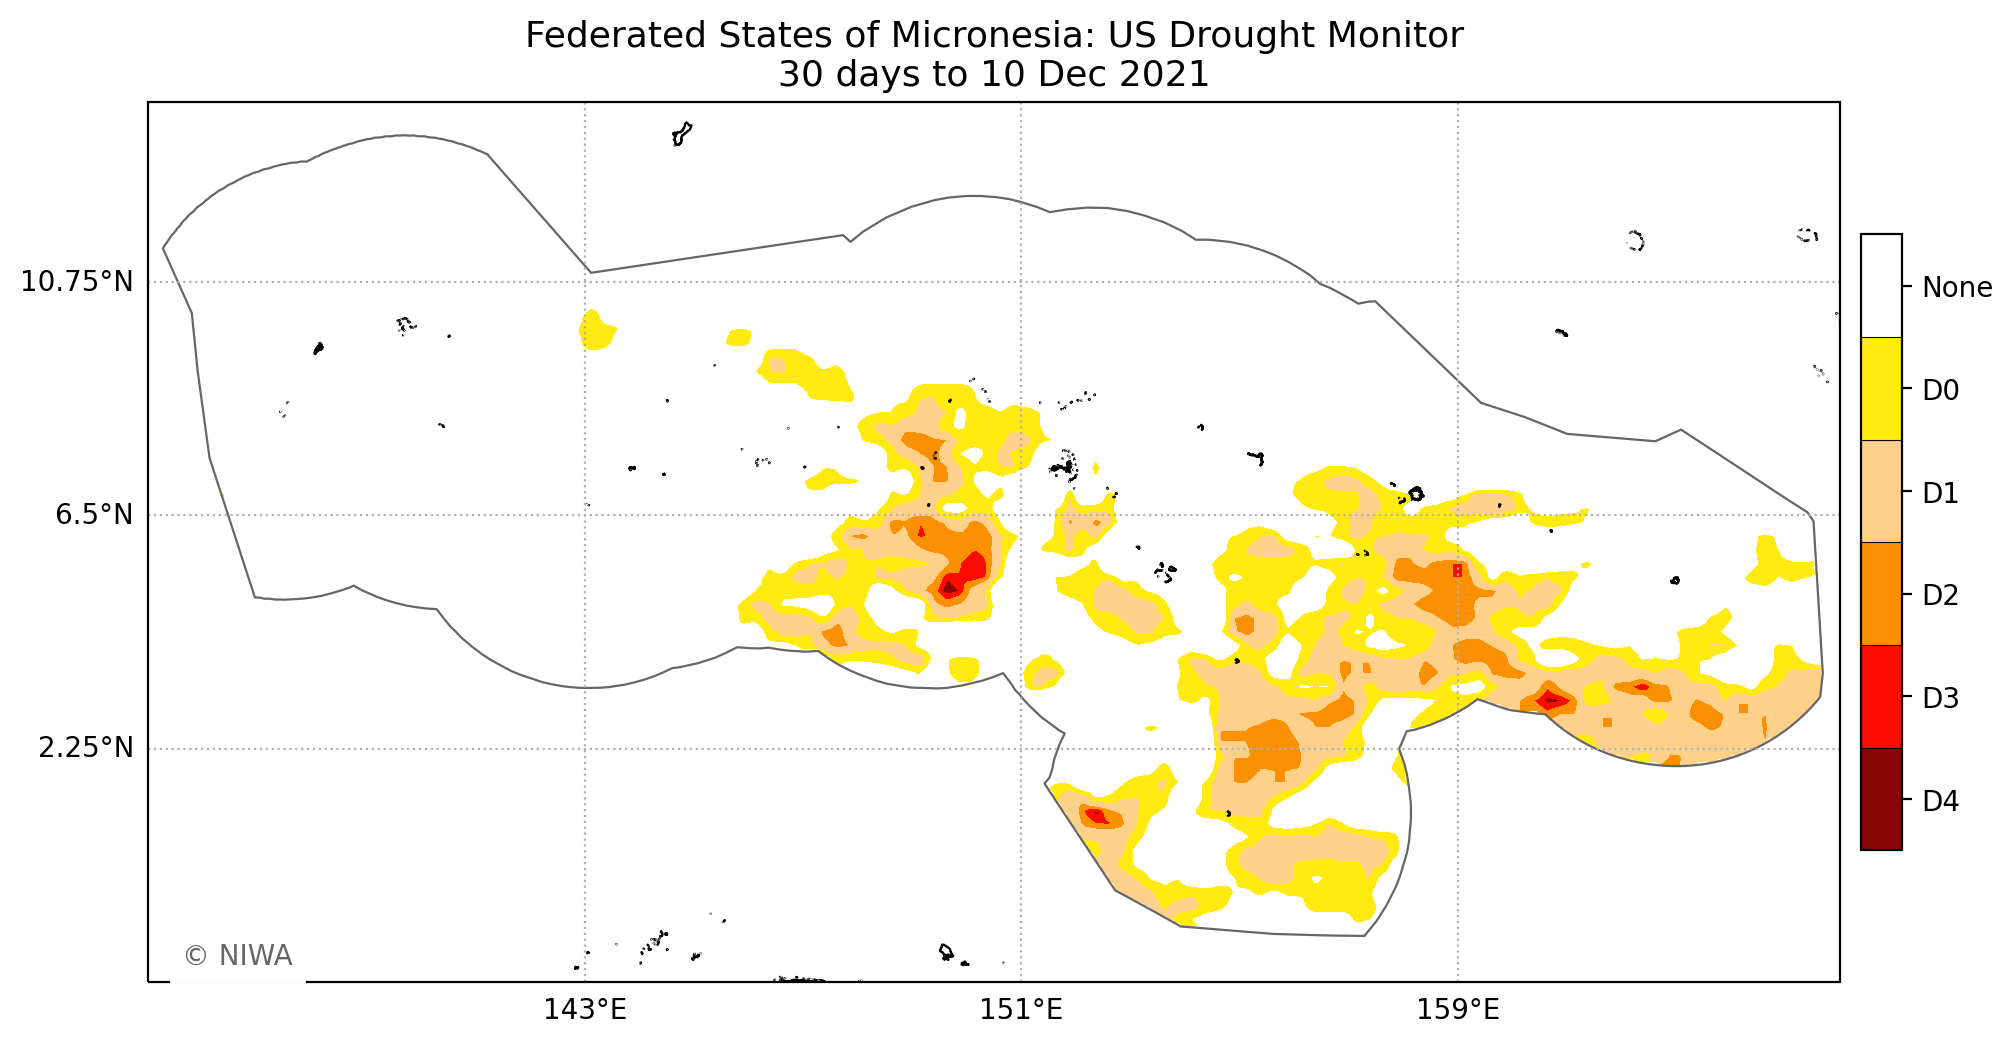 Federated States of Micronesia: US Drought Monitor
30 days to 10 Dec 2021
10.75°N
6.5°N
2.25°N
143°E
151°E
159°E
None
D0
D1
D2
D3
D4
© NIWA